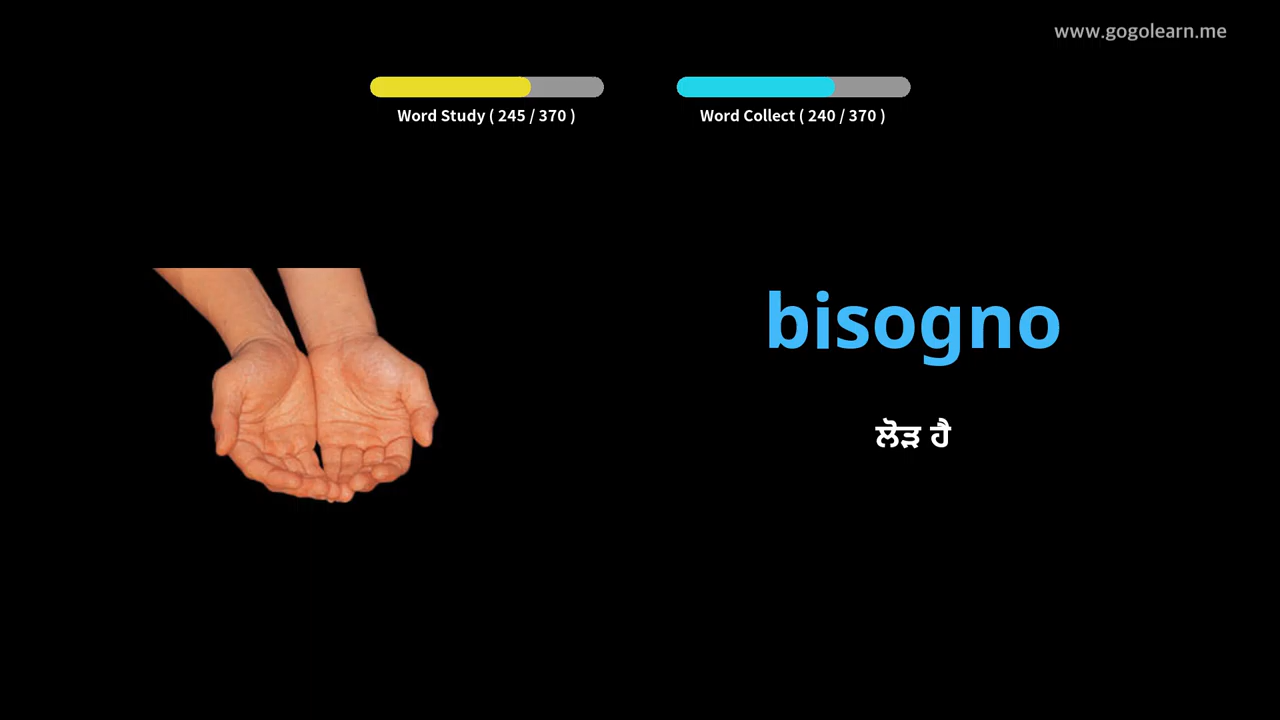 www.gogolearn.me
Word Study ( 245 / 370 )
Word Collect ( 240 / 370 )
bisogno
ਲੋੜ ਹੈ